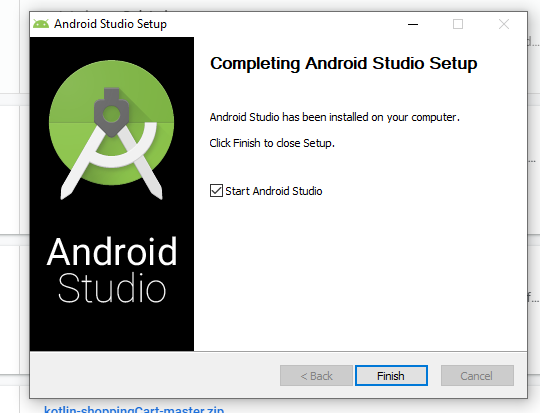 Android Studio Setup
Completing Android Studio Setup
Android Studio has been installed on your computer.
Click Finish to close Setup.
Start Android Studio
Android
Studio
< Back
Finish
Cancel
kotlin-shoppingCart-master.zip